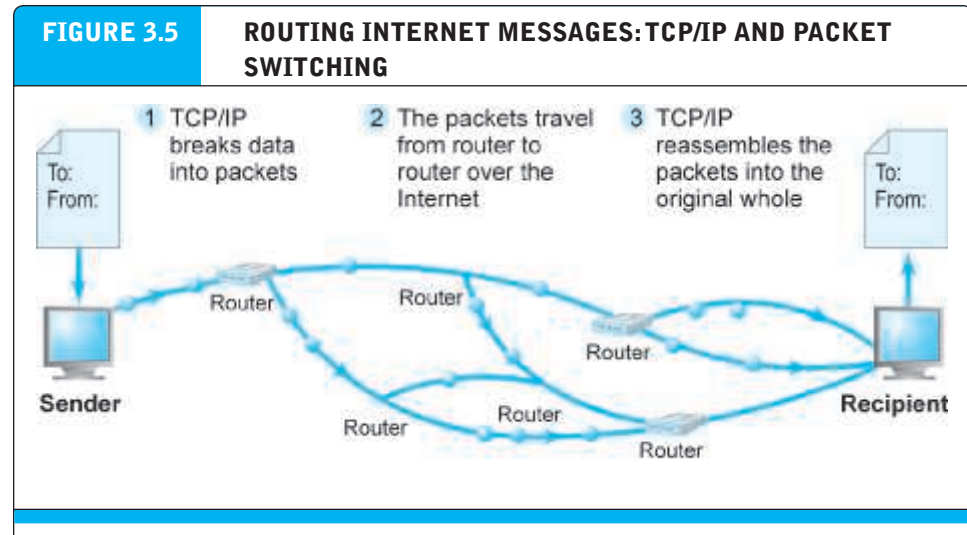 FIGURE 3.5
ROUTING INTERNET MESSAGES: TCP/IP AND PACKET
SWITCHING
To:
From:
1 TCP/IP
breaks data
into packets
2 The packets travel
from router to
router over the
Internet
3 TCP/IP
reassembles the
packets into the
original whole
To:
From:
Router
Router
Router
Sender
Router
Router
Router
Recipient